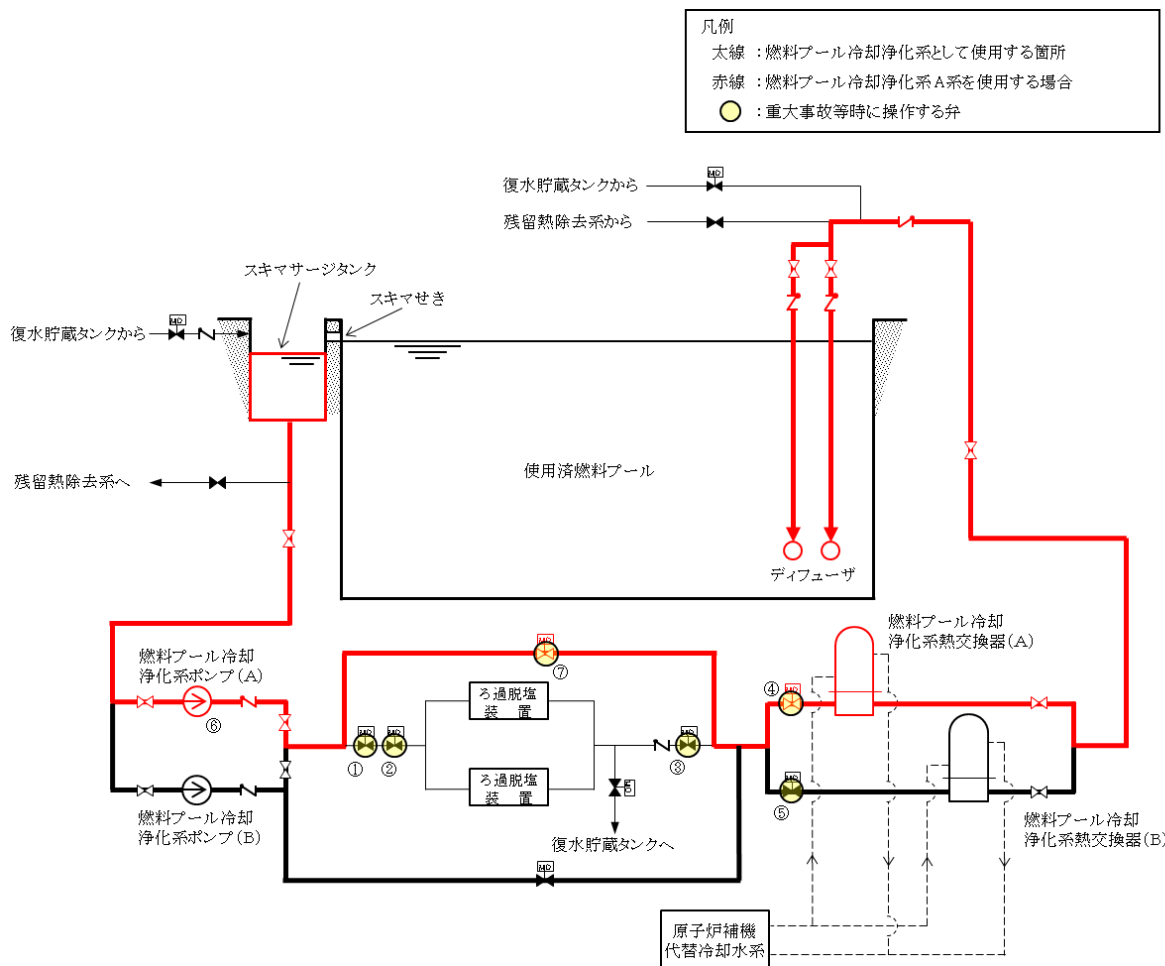 凡例
太線 :燃料プール冷却浄化系として使用する箇所
赤線 :燃料プール冷却浄化系A系を使用する場合
:重大事故等時に操作する弁
復水貯蔵タンクから
MO
残留熱除去系から
スキマサージタンク
スキマせき
復水貯蔵タンクから
MO
使用済燃料プール
残留熱除去系へ
ディフューザ
燃料プール冷却
浄化系ポンプ(A)
⑥
燃料プール冷却
浄化系ポンプ(B)
MO
⑦
ろ過脱塩
装 置
MO
MO
①
②
MO
③
ろ過脱塩
装 置
MO
復水貯蔵タンクへ
MO
燃料プール冷却
浄化系熱交換器(A)
④
MO
MO
⑤
燃料プール冷却
浄化系熱交換器(B)
原子炉補機
代替冷却水系